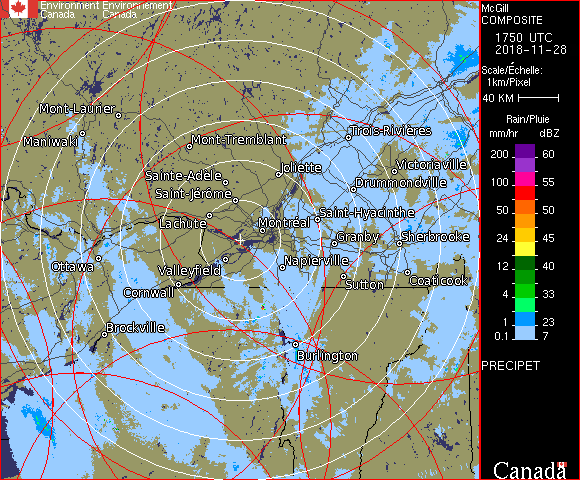 Environment Environnement
Canada Canada
Mont-Laurier
Maniwaki
Mont-Tremblant
Trois-Rivières
Sainte-Adèle
Joliette
Victoriaville
Saint-Jérôme
Drummondville
Lachute
Montréal
Saint-Hyacinthe
Granby
Sherbrooke
Ottawa
Valleyfield
Napierville
Cornwall
Sutton
Coaticook
Brockville
Burlington
McGill
COMPOSITE
1750 UTC
2018-11-28
Scale/Échelle:
1km/Pixel
40 KM
Rain/Pluie
mm/hr dBZ
200 60
100 55
50 50
24 45
12 40
4 33
1 23
0.1 7
PRECIPET
Canada